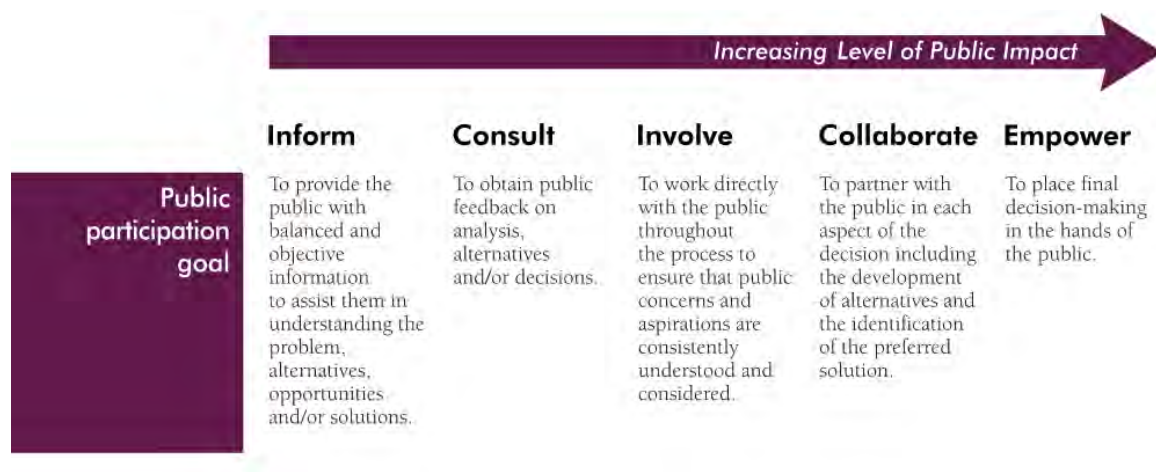 Increasing Level of Public Impact
Inform
Consult
Involve
Collaborate
Empower
Public
participation
goal
To provide the
public with
balanced and
objective
information
to assist them in
understanding the
problem,
alternatives,
opportunities
and/or solutions.
To obtain public
feedback on
analysis,
alternatives
and/or decisions.
To work directly
with the public
throughout
the process to
ensure that public
concerns and
aspirations are
consistently
understood and
considered.
To partner with
the public in each
aspect of the
decision including
the development
of alternatives and
the identification
of the preferred
solution.
To place final
decision-making
in the hands of
the public.